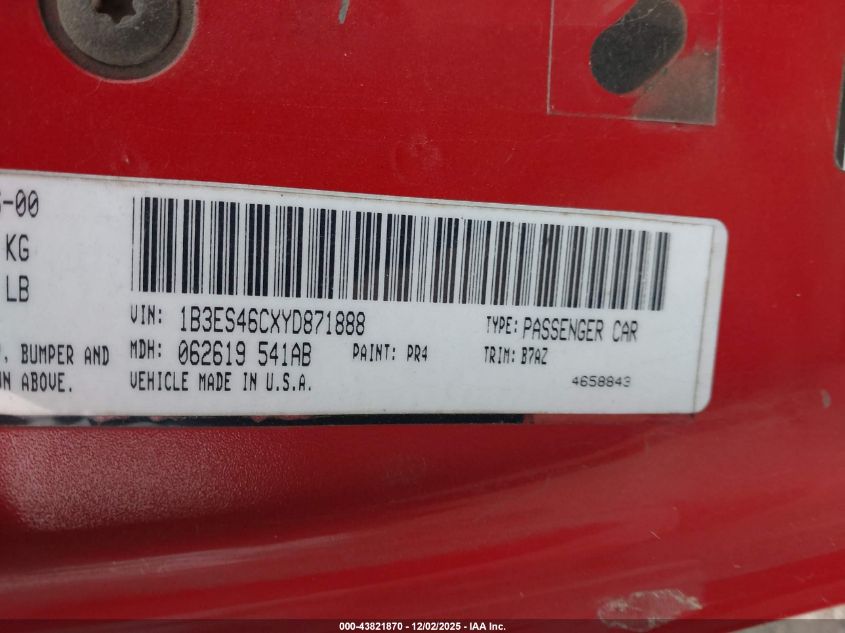 -00
KG
LB
VIN: 1B3ES46CXYD871888
TYPE: PASSENGER CAR
BUMPER AND
MDH: 062619 541AB
PAINT: PR4
TRIM: B7AZ
ABOVE.
VEHICLE MADE IN U.S.A.
4658843
000-43821870 - 12/02/2025 - IAA Inc.